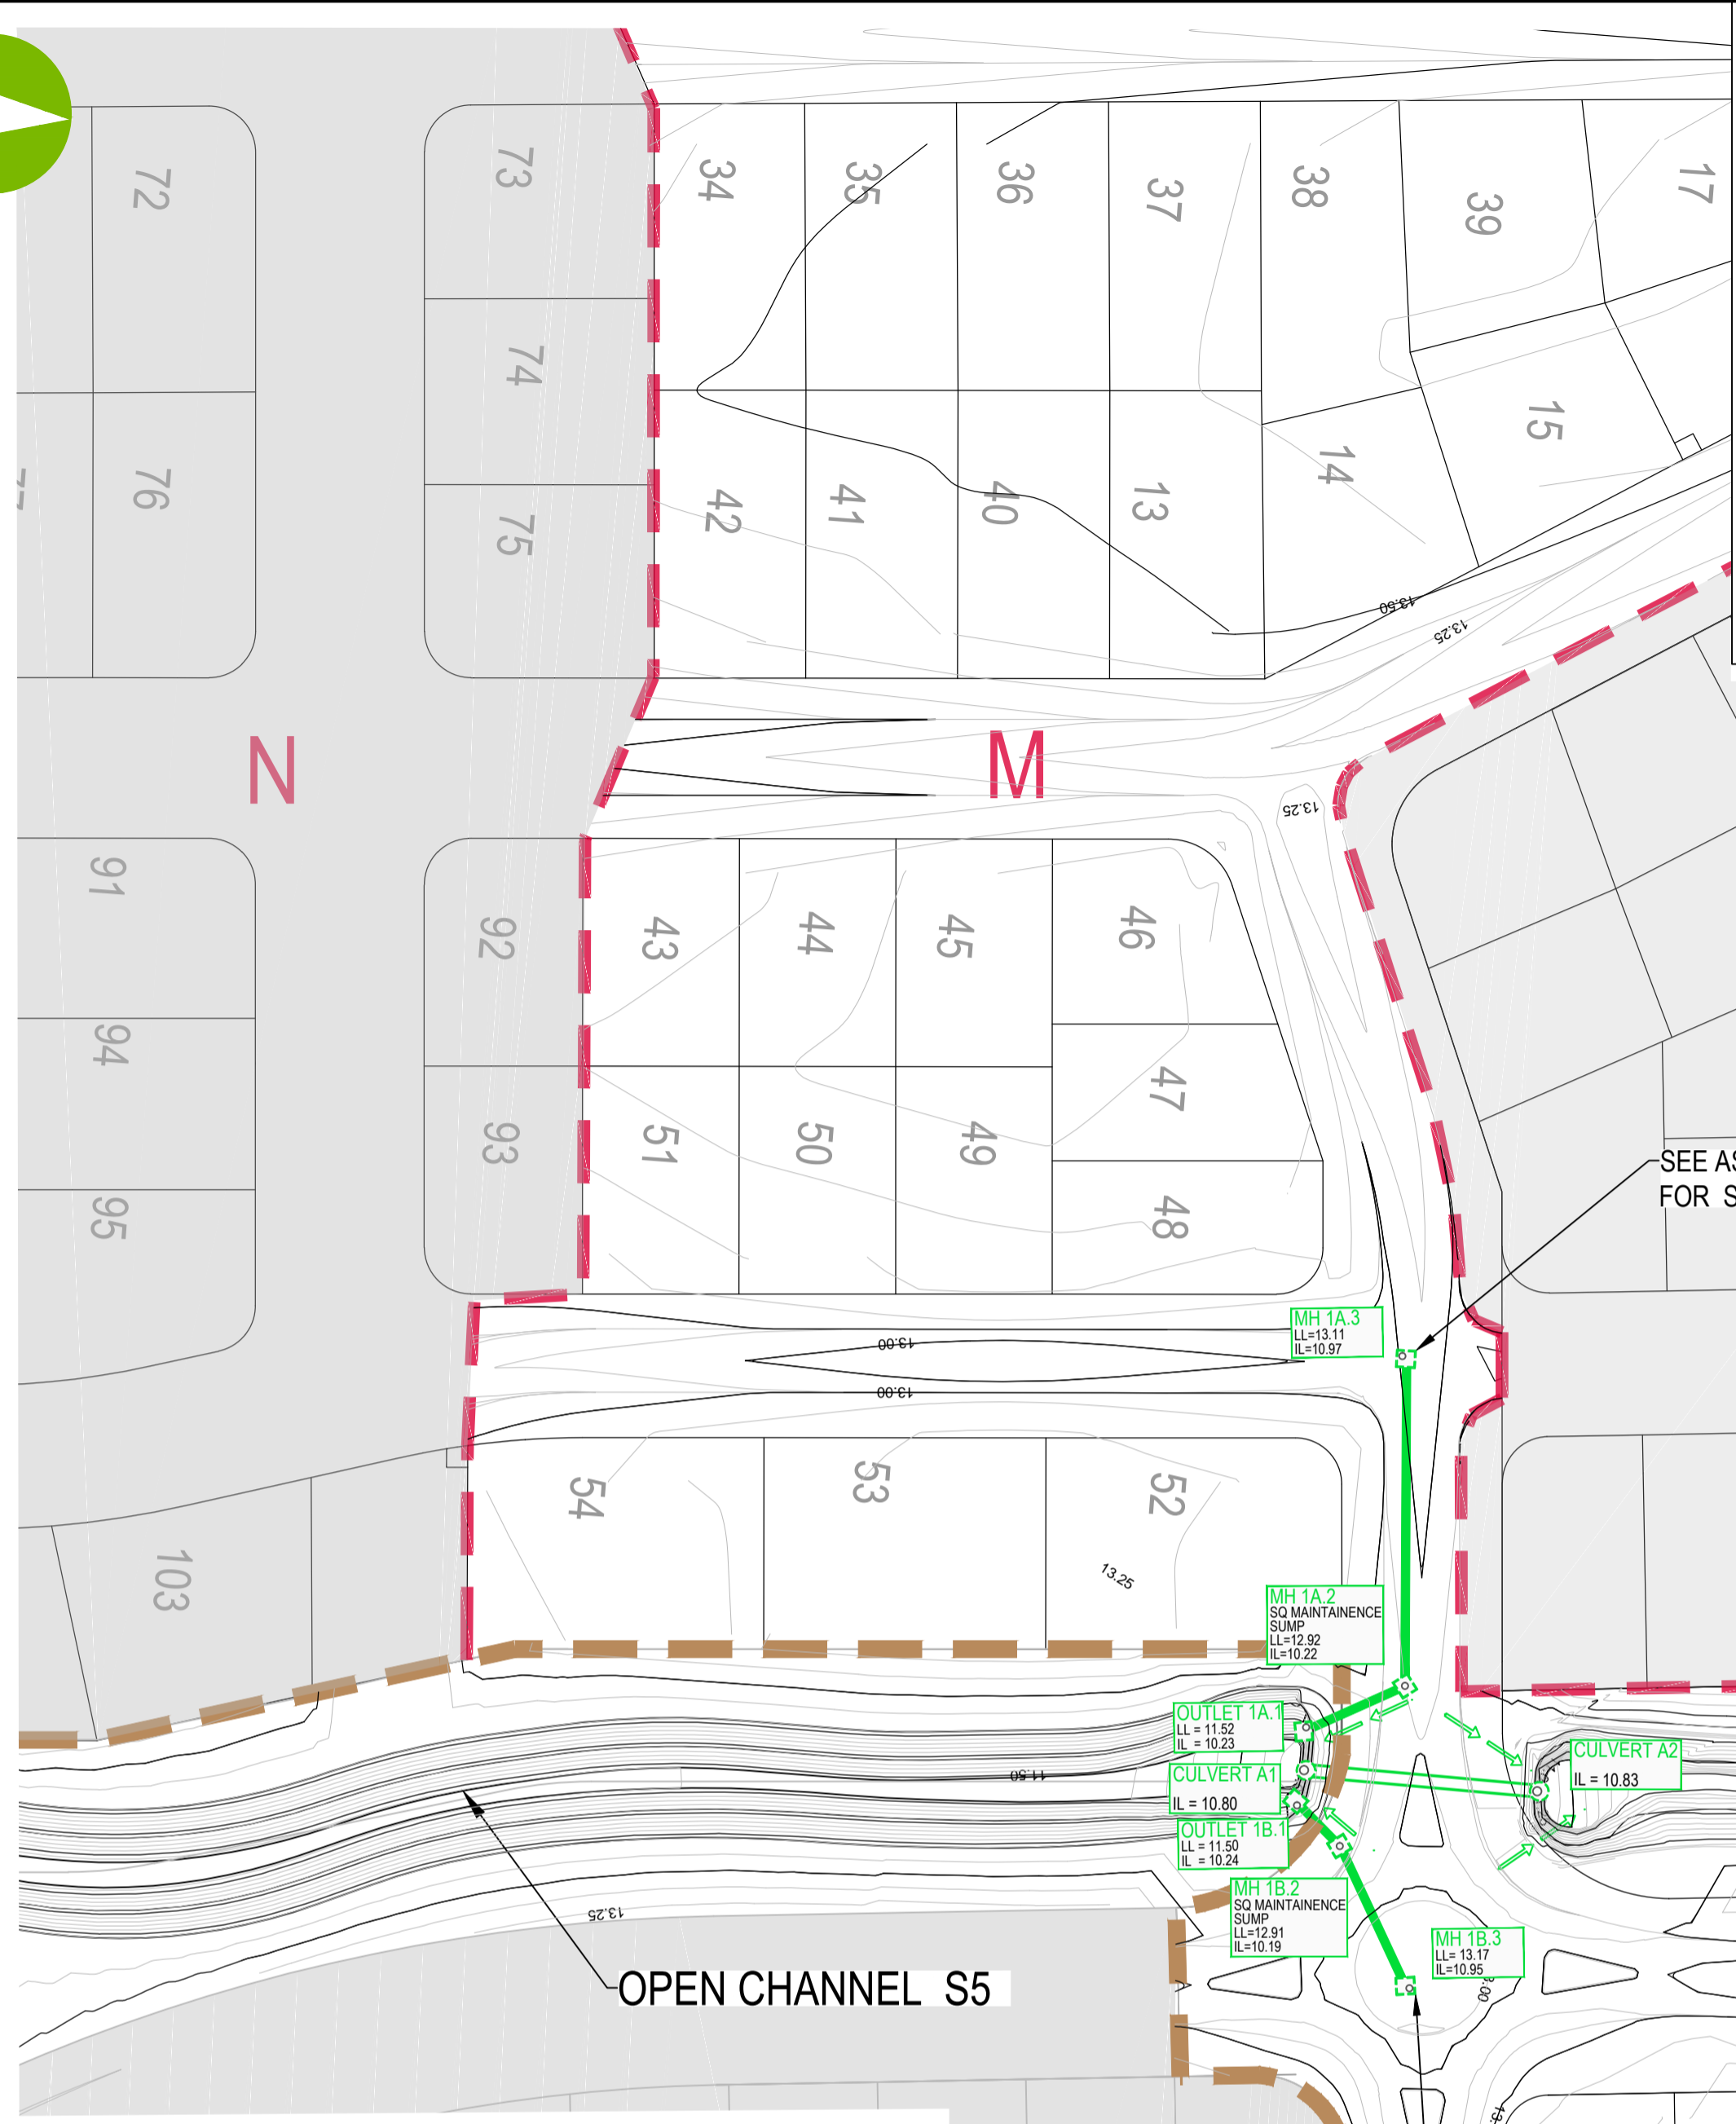 72
73
34
35
36
37
38
39
17
74
76
75
42
41
40
13
14
15
13.50
13.25
N
M
13.25
91
92
43
44
45
46
94
47
93
51
50
49
95
48
SEE AS
FOR S
MH 1A.3
LL=13.11
IL=10.97
13.00
13.00
54
53
52
103
13.25
MH 1A.2
SQ MAINTAINENCE
SUMP
LL=12.92
IL=10.22
OUTLET 1A.1
LL = 11.52
IL = 10.23
CULVERT A2
IL = 10.83
11.50
CULVERT A1
IL = 10.80
OUTLET 1B.1
LL = 11.50
IL = 10.24
MH 1B.2
SQ MAINTAINENCE
SUMP
LL=12.91
IL=10.19
13.25
MH 1B.3
LL= 13.17
IL=10.95
OPEN CHANNEL S5